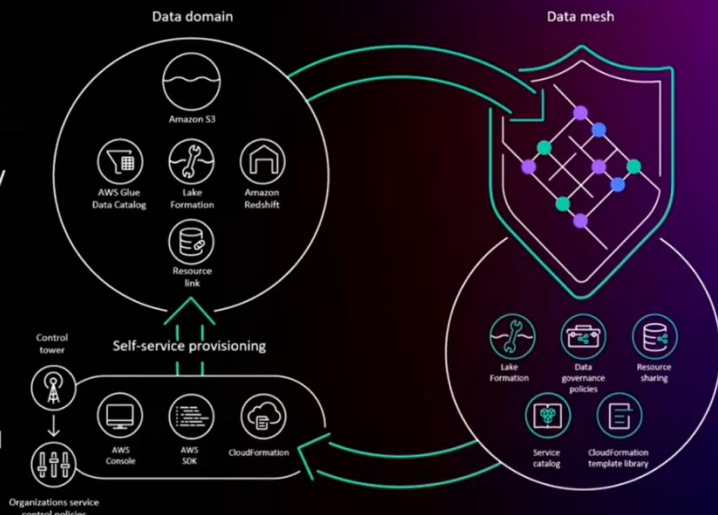 Data domain
Data mesh
Amazon S3
AWS Glue
Data Catalog
Lake
Formation
Amazon
Redshift
Resource
link
Control
tower
Self-service provisioning
AWS
Console
AWS
SDK
CloudFormation
Organizations service
control policies
Lake
Formation
Data
governance
policies
Resource
sharing
Service
catalog
CloudFormation
template library